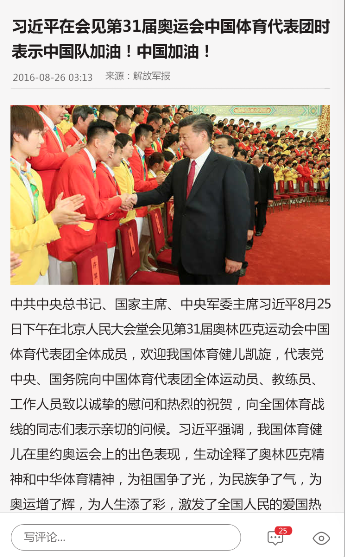 习近平在会见第31届奥运会中国体育代表团时
表示中国队加油！中国加油！
2016-08-26 03:13 来源：解放军报
中共中央总书记、国家主席、中央军委主席习近平8月25
日下午在北京人民大会堂会见第31届奥林匹克运动会中国
体育代表团全体成员，欢迎我国体育健儿凯旋，代表党
中央、国务院向中国体育代表团全体运动员、教练员、
工作人员致以诚挚的慰问和热烈的祝贺，向全国体育战
线的同志们表示亲切的问候。习近平强调，我国体育健
儿在里约奥运会上的出色表现，生动诠释了奥林匹克精
神和中华体育精神，为祖国争了光，为民族争了气，为
奥运增了辉，为人生添了彩，激发了全国人民的爱国热
写评论...
25